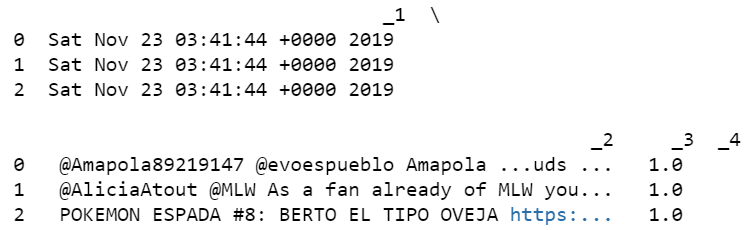 _1 \
0 Sat Nov 23 03:41:44 +0000 2019
1 Sat Nov 23 03:41:44 +0000 2019
2 Sat Nov 23 03:41:44 +0000 2019
_2 _3 _4
0 @Amapola89219147 @evoespueblo Amapola ...uds ... 1.0
1 @AliciaAtout @MLW As a fan already of MLW you... 1.0
2 POKEMON ESPADA #8: BERTO EL TIPO OVEJA https:... 1.0